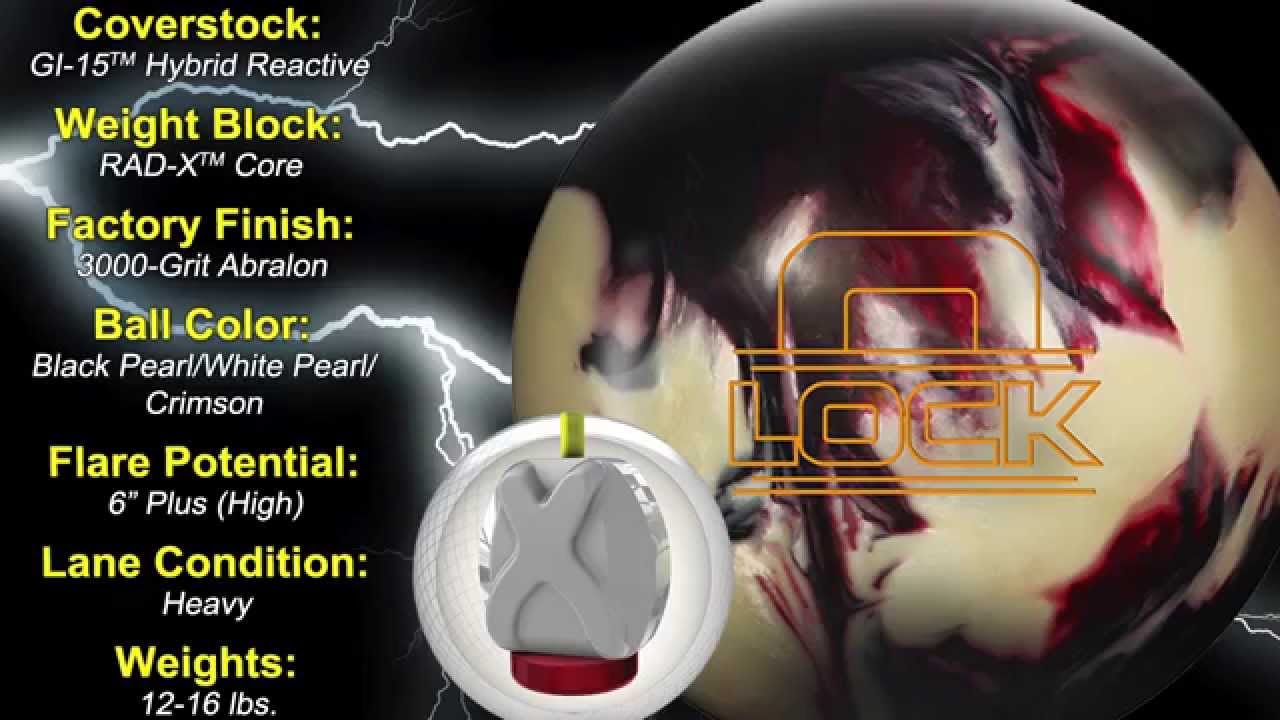 Coverstock:
GI-15™ Hybrid Reactive
Weight Block:
RAD-X™ Core
Factory Finish:
3000-Grit Abralon
Ball Color:
Black Pearl/White Pearl/
Crimson
Flare Potential:
6” Plus (High)
Lane Condition:
Heavy
Weights:
12-16 lbs.
LOCK